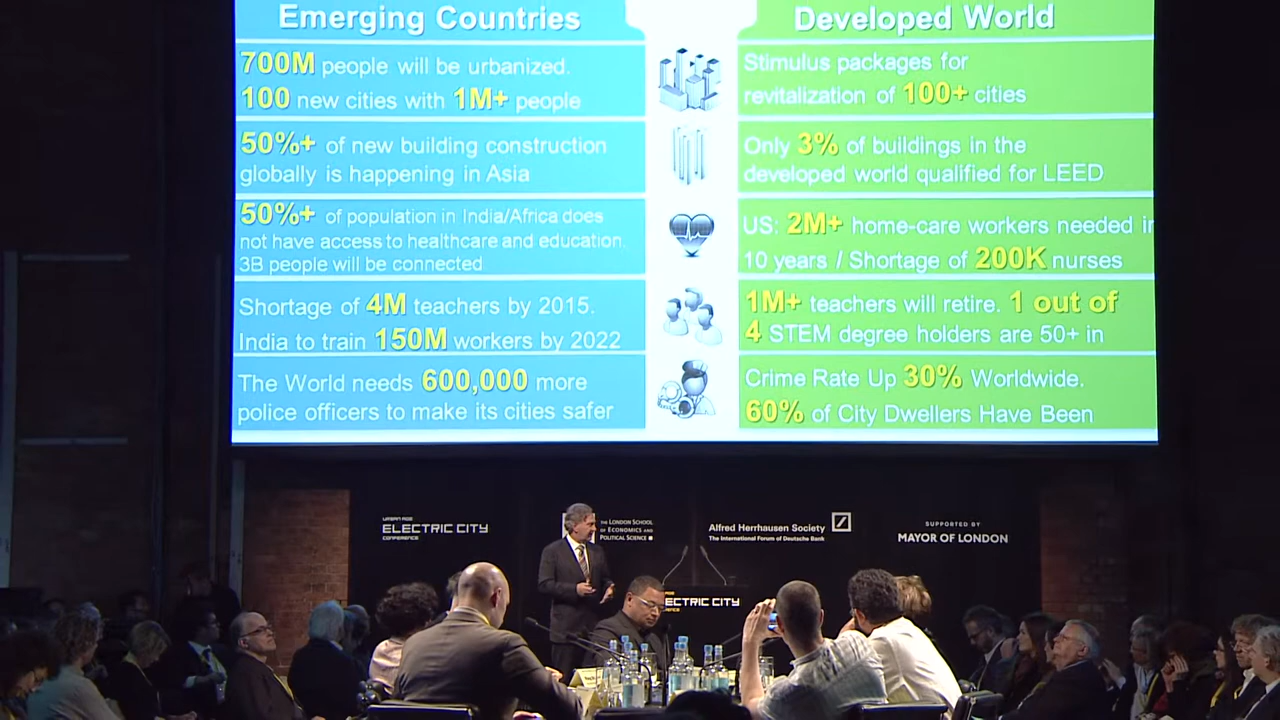 Emerging Countries
700M people will be urbanized.
100 new cities with 1M+ people
50%+ of new building construction
globally is happening in Asia
50%+ of population in India/Africa does
not have access to healthcare and education.
3B people will be connected
Shortage of 4M teachers by 2015.
India to train 150M workers by 2022
The World needs 600,000 more
police officers to make its cities safer
Developed World
Stimulus packages for
revitalization of 100+ cities
Only 3% of buildings in the
developed world qualified for LEED
US: 2M+ home-care workers needed in
10 years / Shortage of 200K nurses
1M+ teachers will retire. 1 out of
4 STEM degree holders are 50+ in
Crime Rate Up 30% Worldwide.
60% of City Dwellers Have Been
URBAN AGE
ELECTRIC CITY
CONFERENCE
THE LONDON SCHOOL
OF ECONOMICS AND
POLITICAL SCIENCE
Alfred Herrhausen Society
The International Forum of Deutsche Bank
SUPPORTED BY
MAYOR OF LONDON
ECTRIC CITY